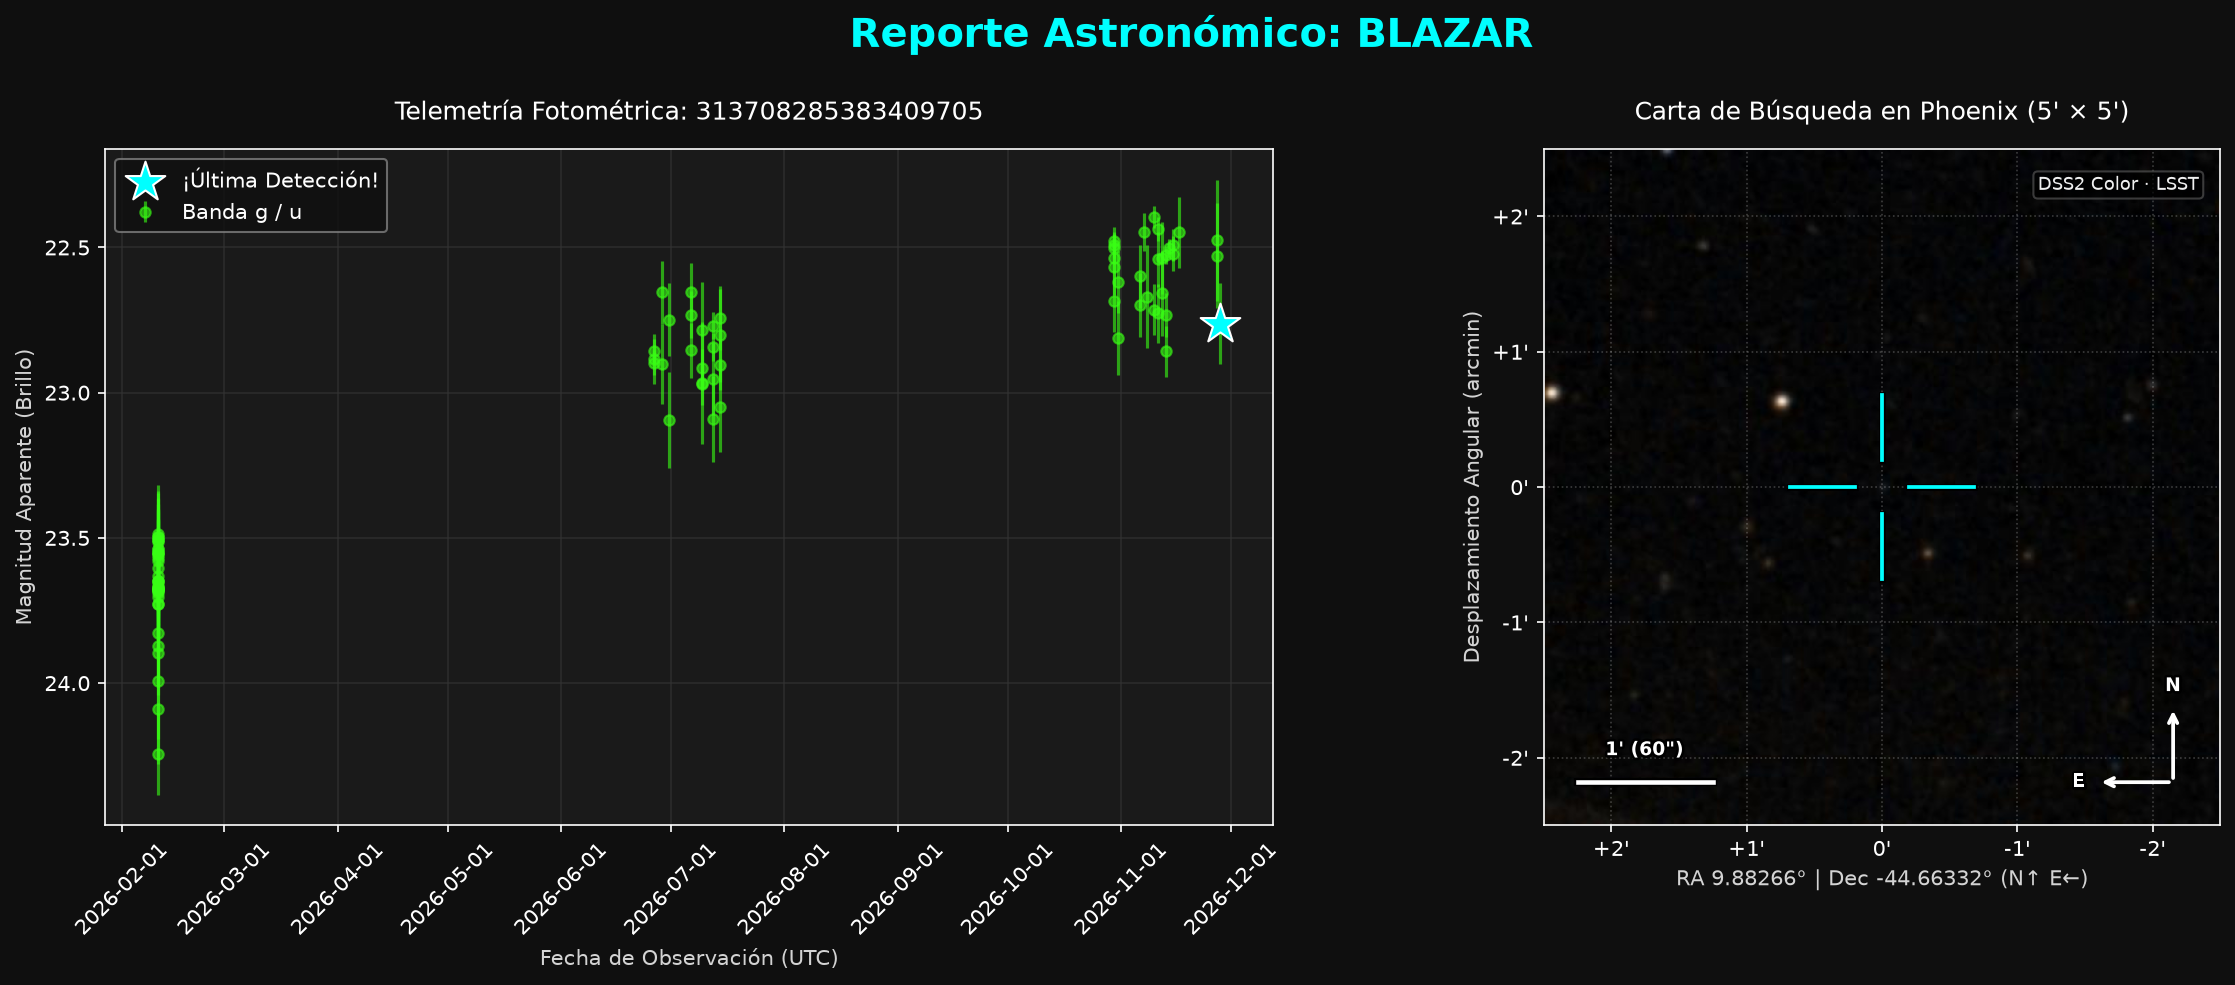 Reporte Astronómico: BLAZAR
Telemetría Fotométrica: 313708285383409705
¡Última Detección!
Banda g / u
Magnitud Aparente (Brillo)
22.5
23.0
23.5
24.0
2026-02-01
2026-03-01
2026-04-01
2026-05-01
2026-06-01
2026-07-01
2026-08-01
2026-09-01
2026-10-01
2026-11-01
2026-12-01
Fecha de Observación (UTC)
Carta de Búsqueda en Phoenix (5' × 5')
DSS2 Color · LSST
Desplazamiento Angular (arcmin)
+2'
+1'
0'
-1'
-2'
N
E
1' (60")
+2'
+1'
0'
-1'
-2'
RA 9.88266° | Dec -44.66332° (N↑ E←)